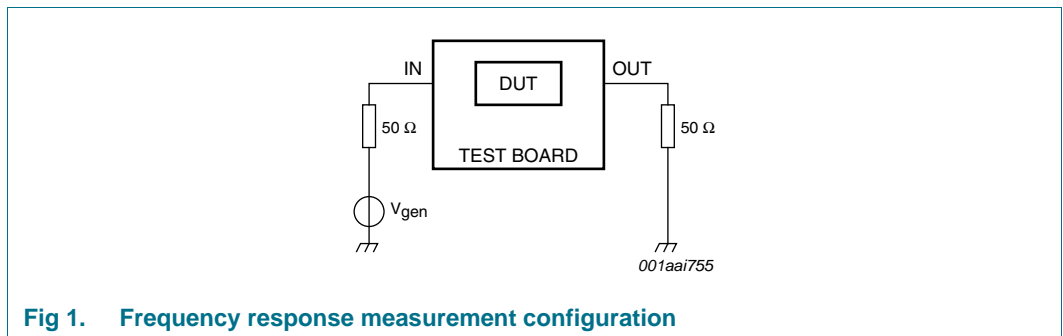 IN
OUT
DUT
50 Ω
50 Ω
TEST BOARD
Vgen
001aai755
Fig 1. Frequency response measurement configuration